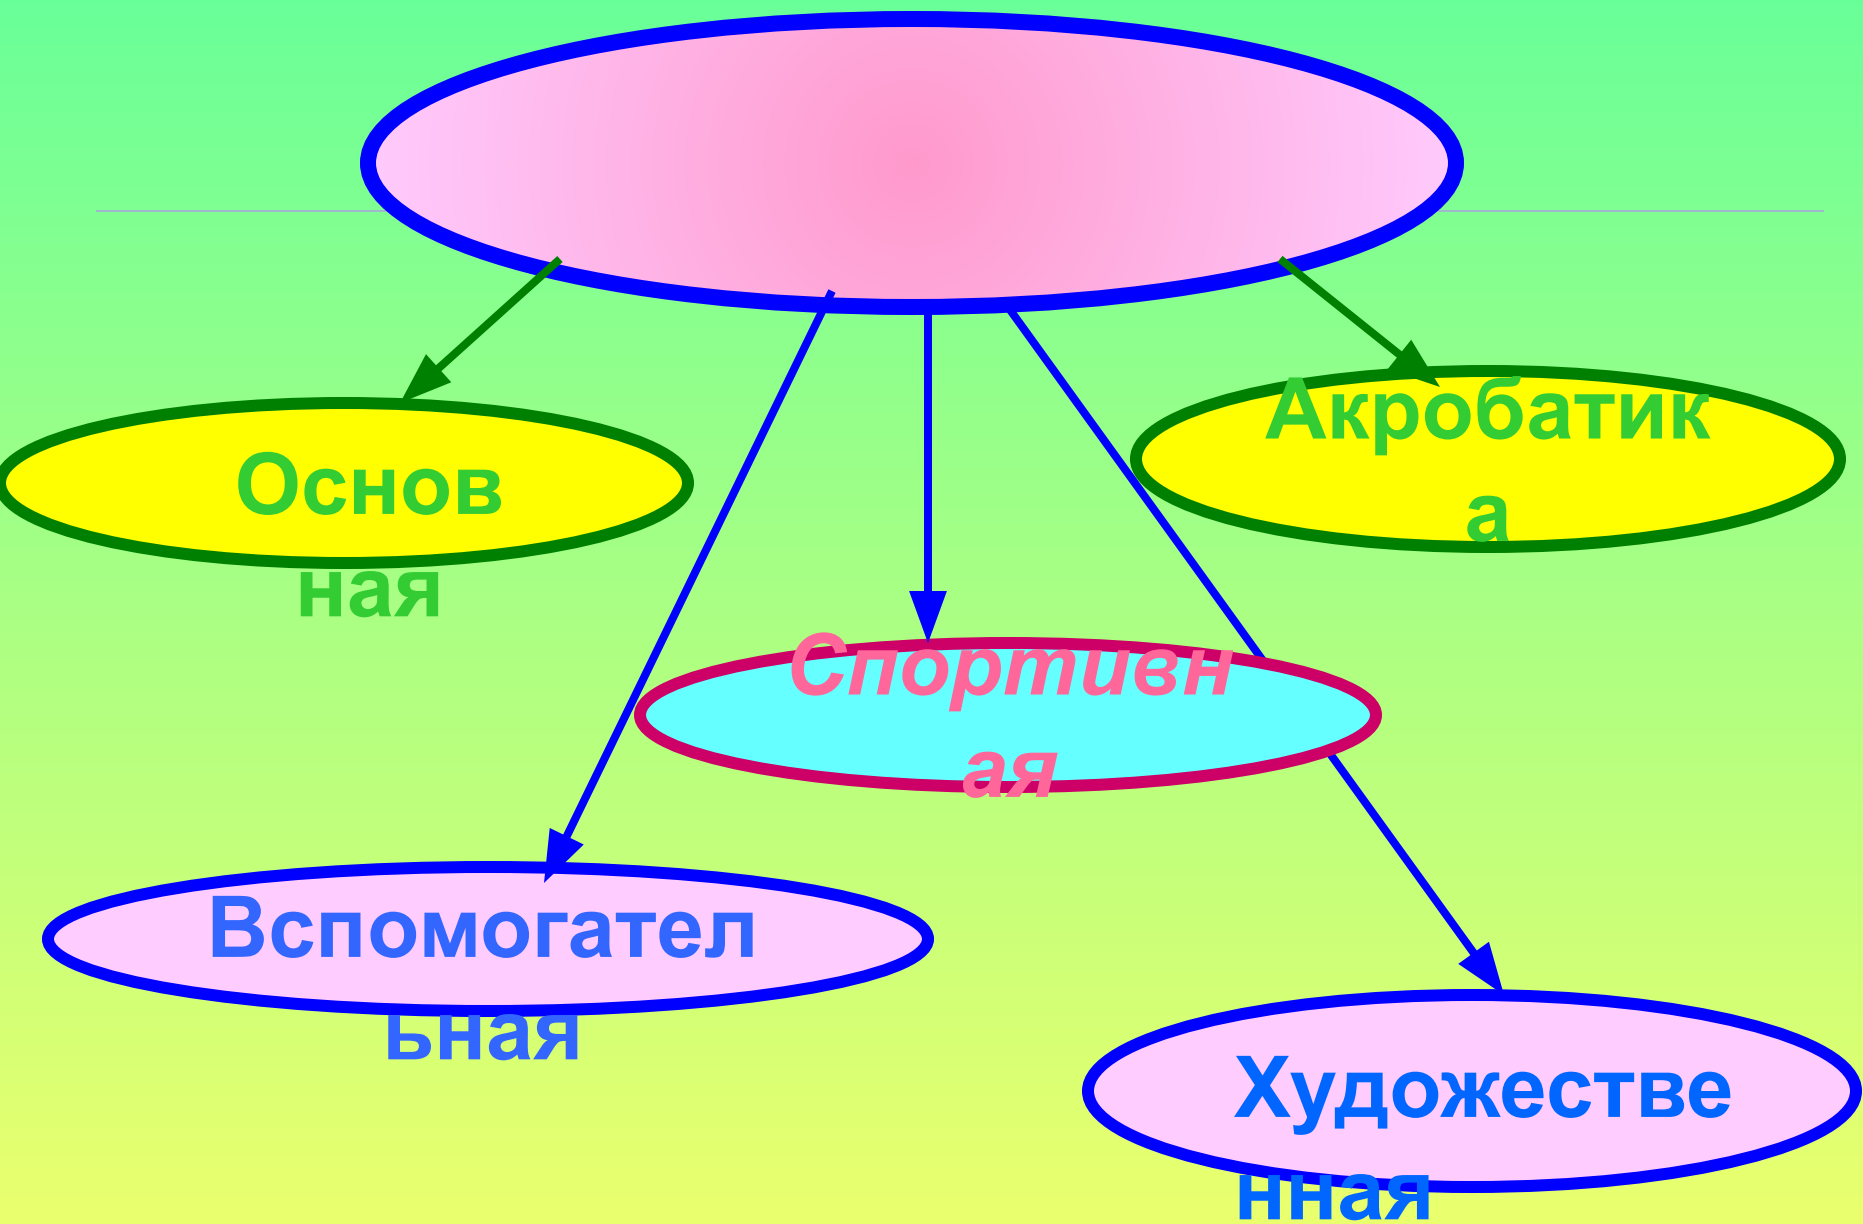 Акробатик
а
Основ
ная
Спортивн
ая
Вспомогател
ьная
Художестве
нная